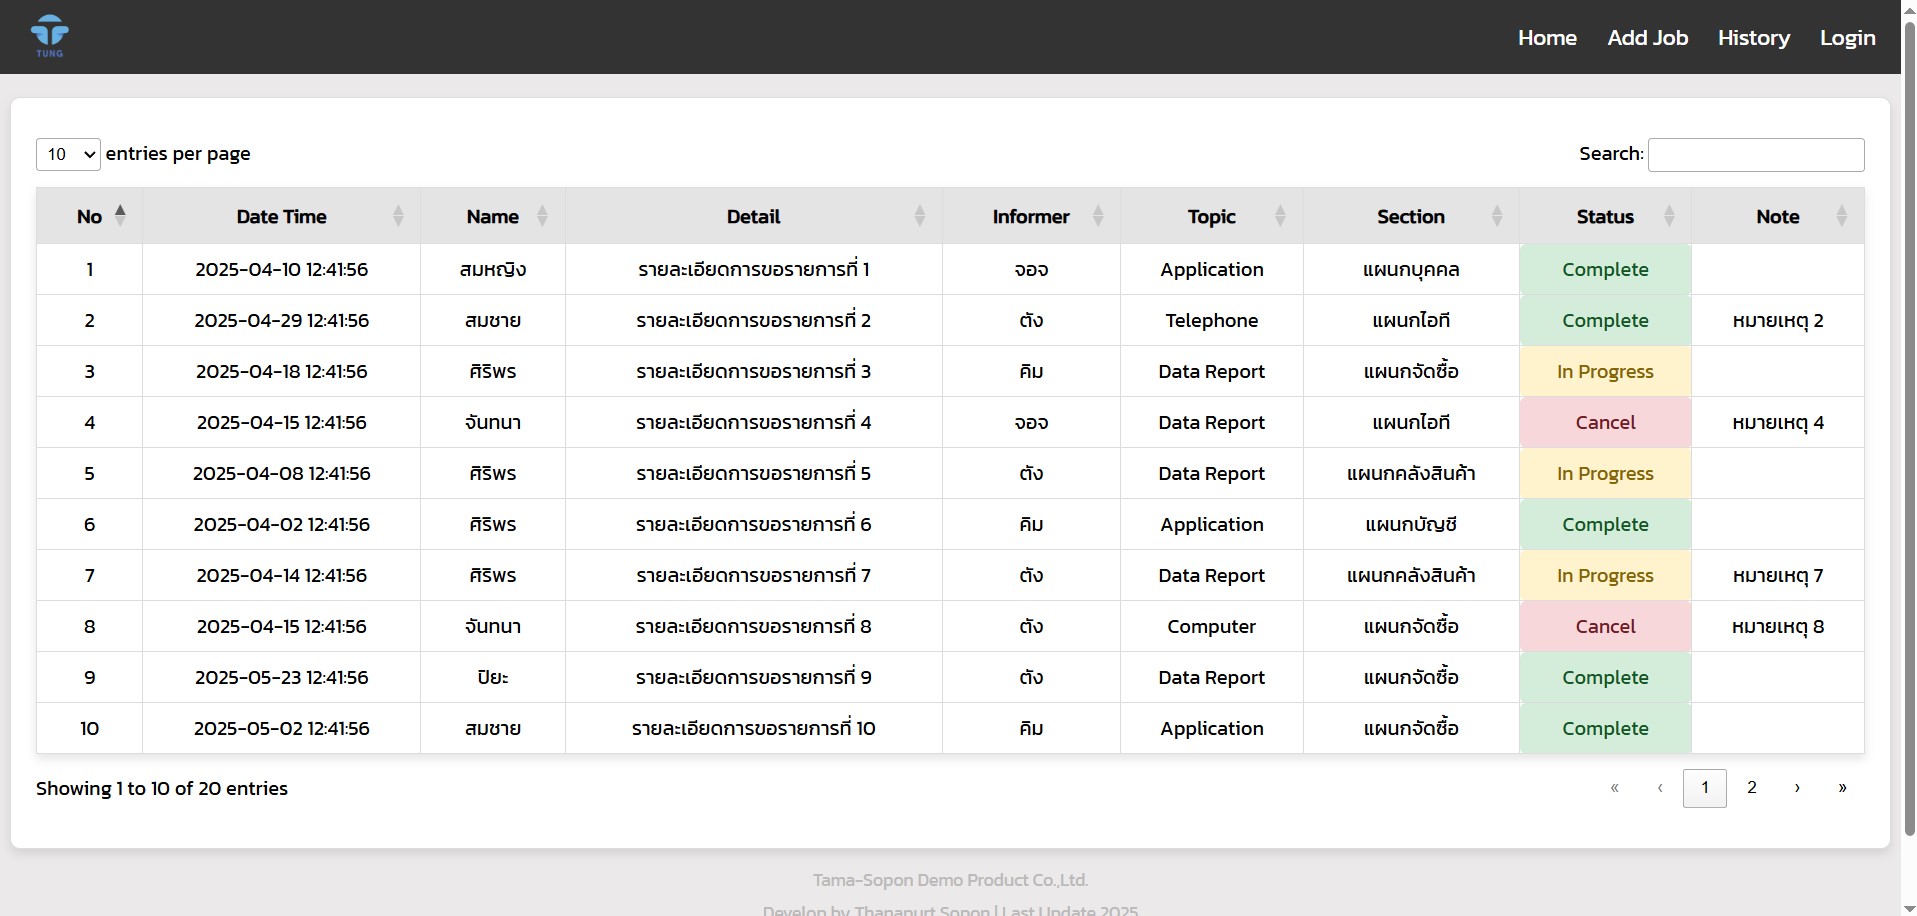 TUNG
Home Add Job History Login
10 entries per page Search:
No Date Time Name Detail Informer Topic Section Status Note
1 2025-04-10 12:41:56 สมหญิง รายละเอียดการขอรายการที่ 1 จอจ Application แผนกบุคคล Complete
2 2025-04-29 12:41:56 สมชาย รายละเอียดการขอรายการที่ 2 ตัง Telephone แผนกไอที Complete หมายเหตุ 2
3 2025-04-18 12:41:56 ศิริพร รายละเอียดการขอรายการที่ 3 คิม Data Report แผนกจัดซื้อ In Progress
4 2025-04-15 12:41:56 จันทนา รายละเอียดการขอรายการที่ 4 จอจ Data Report แผนกไอที Cancel หมายเหตุ 4
5 2025-04-08 12:41:56 ศิริพร รายละเอียดการขอรายการที่ 5 ตัง Data Report แผนกคลังสินค้า In Progress
6 2025-04-02 12:41:56 ศิริพร รายละเอียดการขอรายการที่ 6 คิม Application แผนกบัญชี Complete
7 2025-04-14 12:41:56 ศิริพร รายละเอียดการขอรายการที่ 7 ตัง Data Report แผนกคลังสินค้า In Progress หมายเหตุ 7
8 2025-04-15 12:41:56 จันทนา รายละเอียดการขอรายการที่ 8 ตัง Computer แผนกจัดซื้อ Cancel หมายเหตุ 8
9 2025-05-23 12:41:56 ปิยะ รายละเอียดการขอรายการที่ 9 ตัง Data Report แผนกจัดซื้อ Complete
10 2025-05-02 12:41:56 สมชาย รายละเอียดการขอรายการที่ 10 คิม Application แผนกจัดซื้อ Complete
Showing 1 to 10 of 20 entries « ‹ 1 2 › »
Tama-Sopon Demo Product Co.,Ltd.
Develop by Thanapurt Sopon | Last Update 2025